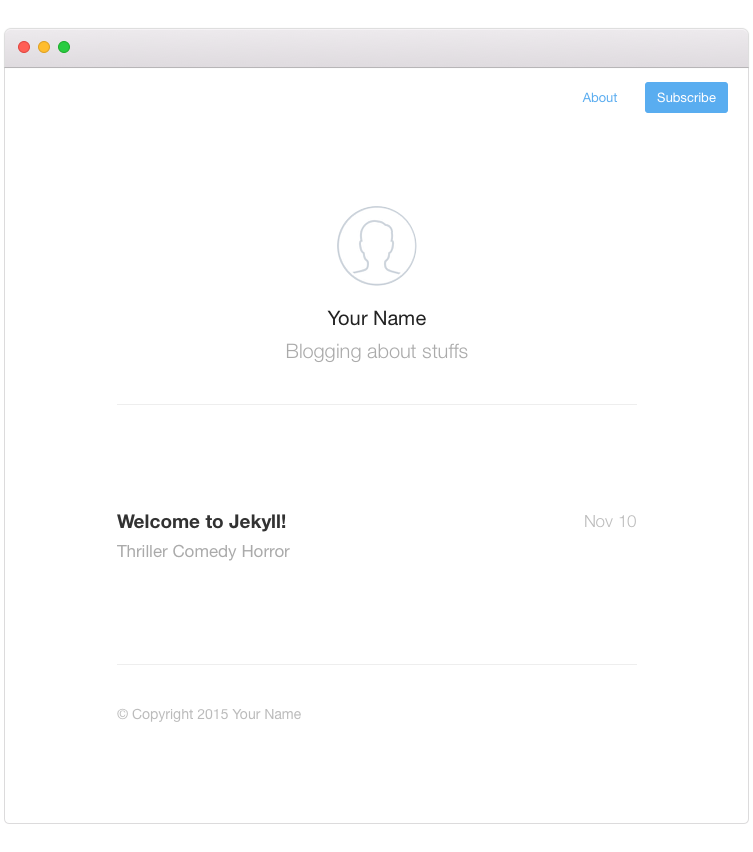 About
Subscribe
Your Name
Blogging about stuffs
Welcome to Jekyll!
Nov 10
Thriller Comedy Horror
© Copyright 2015 Your Name